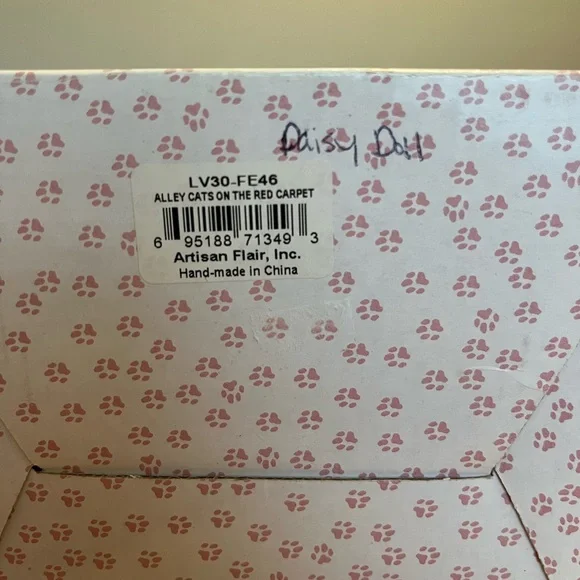 Daisy Doll
LV30-FE46
ALLEY CATS ON THE RED CARPET
6 95188 71349 3
Artisan Flair, Inc.
Hand-made in China